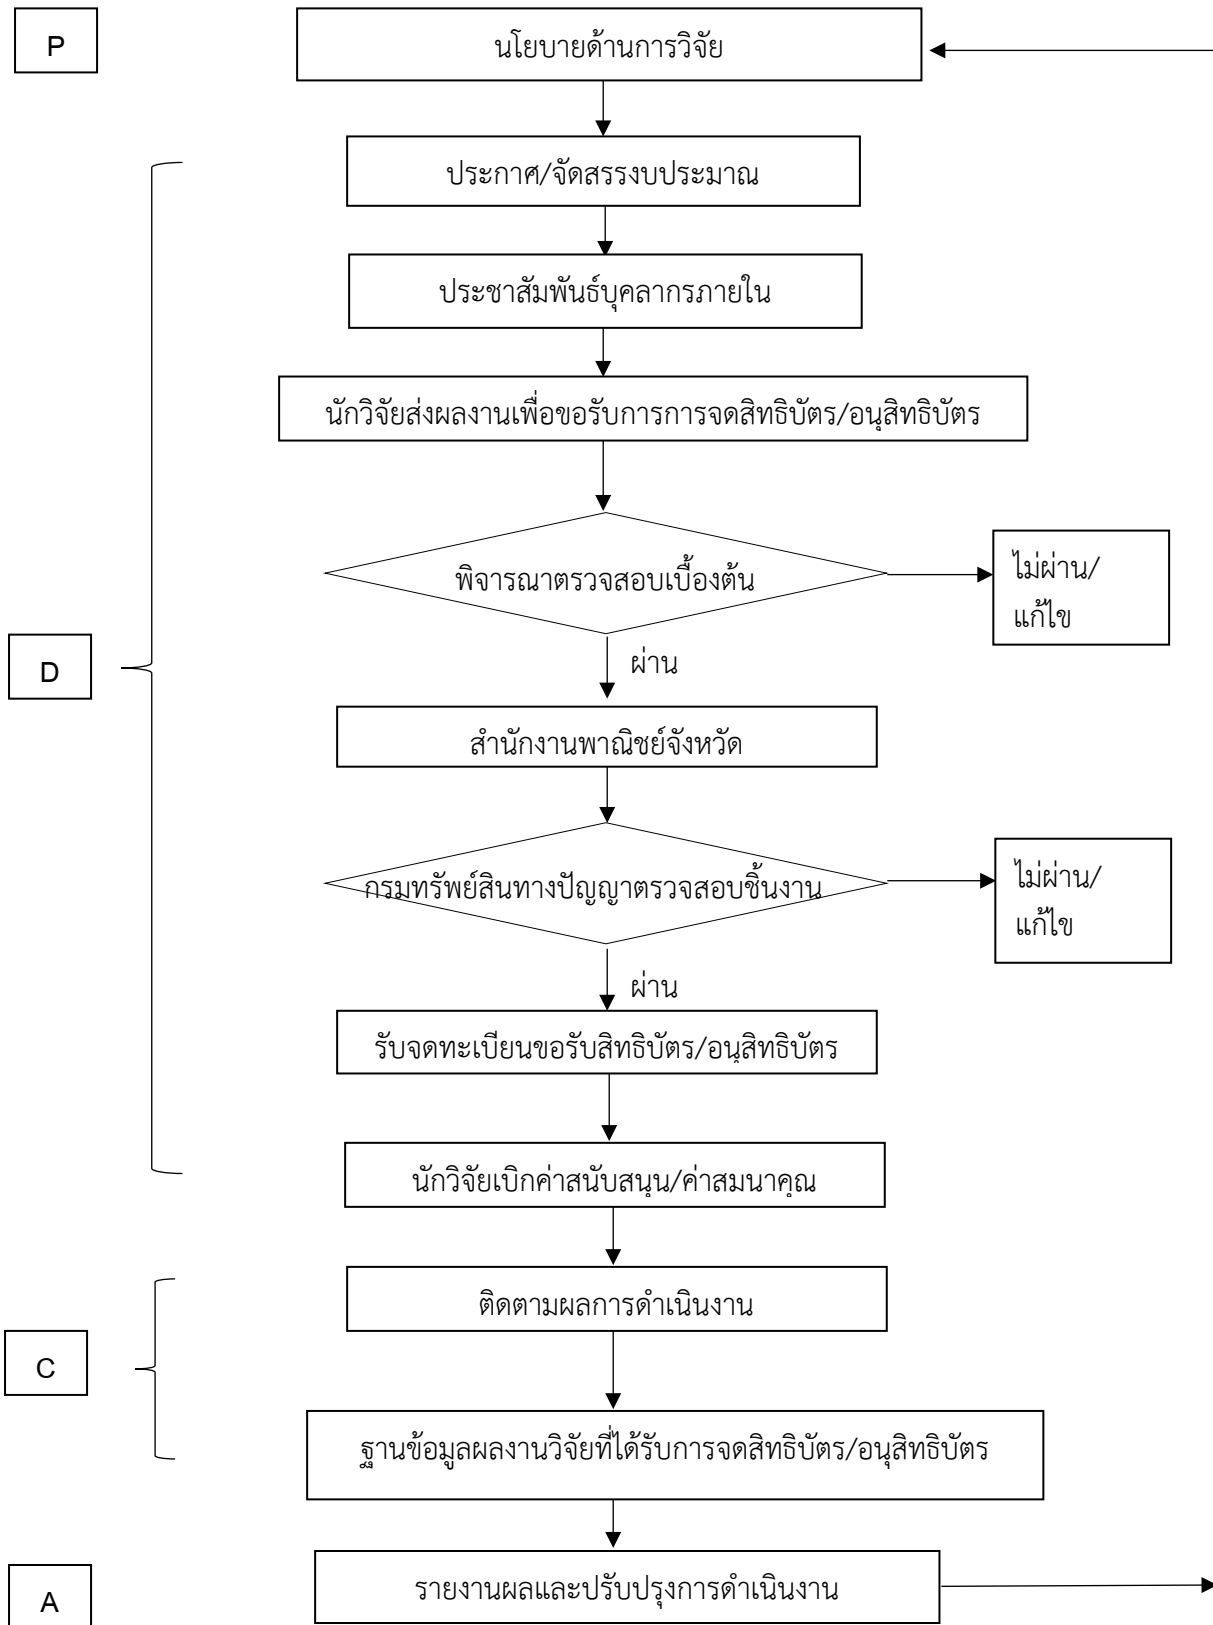 P
นโยบายด้านการวิจัย
ประกาศ/จัดสรรงบประมาณ
ประชาสัมพันธ์บุคลากรภายใน
นักวิจัยส่งผลงานเพื่อขอรับการการจดสิทธิบัตร/อนุสิทธิบัตร
พิจารณาตรวจสอบเบื้องต้น
ไม่ผ่าน/
แก้ไข
D
ผ่าน
สำนักงานพาณิชย์จังหวัด
กรมทรัพย์สินทางปัญญาตรวจสอบชิ้นงาน
ไม่ผ่าน/
แก้ไข
ผ่าน
รับจดทะเบียนขอรับสิทธิบัตร/อนุสิทธิบัตร
นักวิจัยเบิกค่าสนับสนุน/ค่าสมนาคุณ
ติดตามผลการดำเนินงาน
C
ฐานข้อมูลผลงานวิจัยที่ได้รับการจดสิทธิบัตร/อนุสิทธิบัตร
รายงานผลและปรับปรุงการดำเนินงาน
A